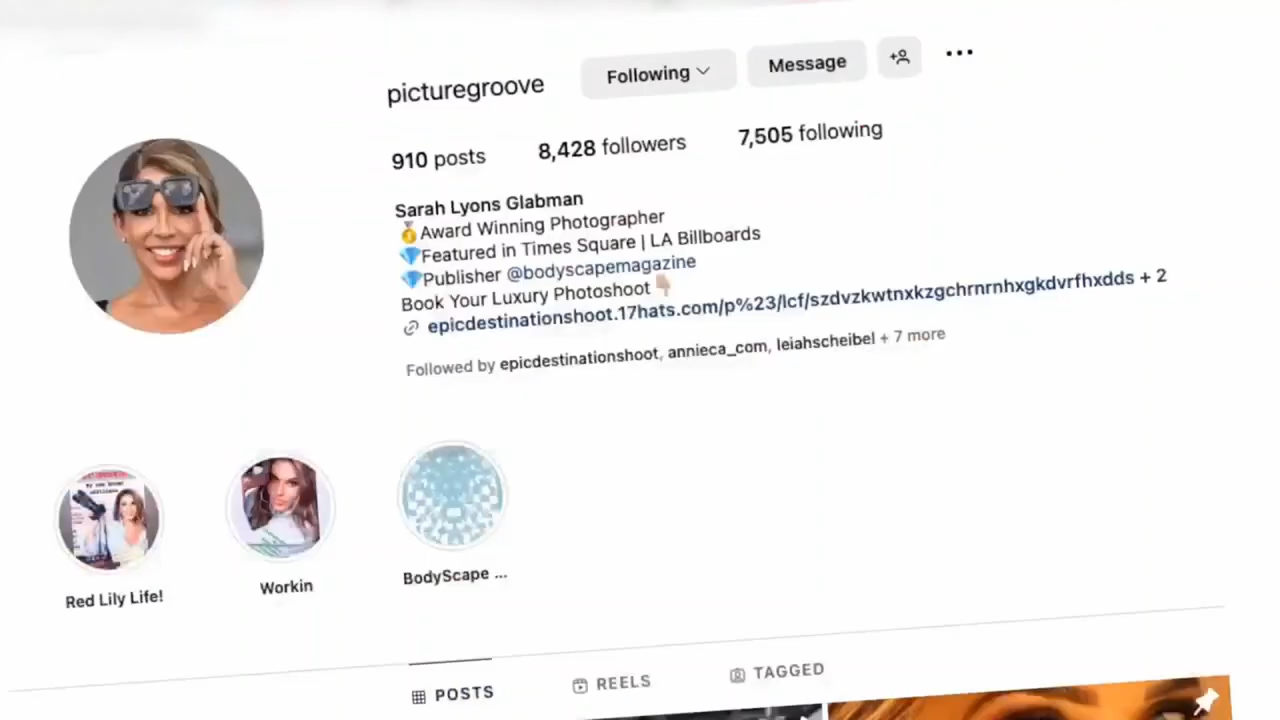 picturegroove
Following
Message
910 posts
8,428 followers
7,505 following
Sarah Lyons Glabman
🥇Award Winning Photographer
💎Featured in Times Square | LA Billboards
💎Publisher @bodyscapemagazine
Book Your Luxury Photoshoot👇🏼
epicdestinationshoot.17hats.com/p%23/lcf/szdvzkwtnxkzgchrnrnhxgkdvrfhxdds + 2
Followed by epicdestinationshoot, annieca_com, leiahscheibel + 7 more
Red Lily Life!
Workin
BodyScape ...
POSTS
REELS
TAGGED